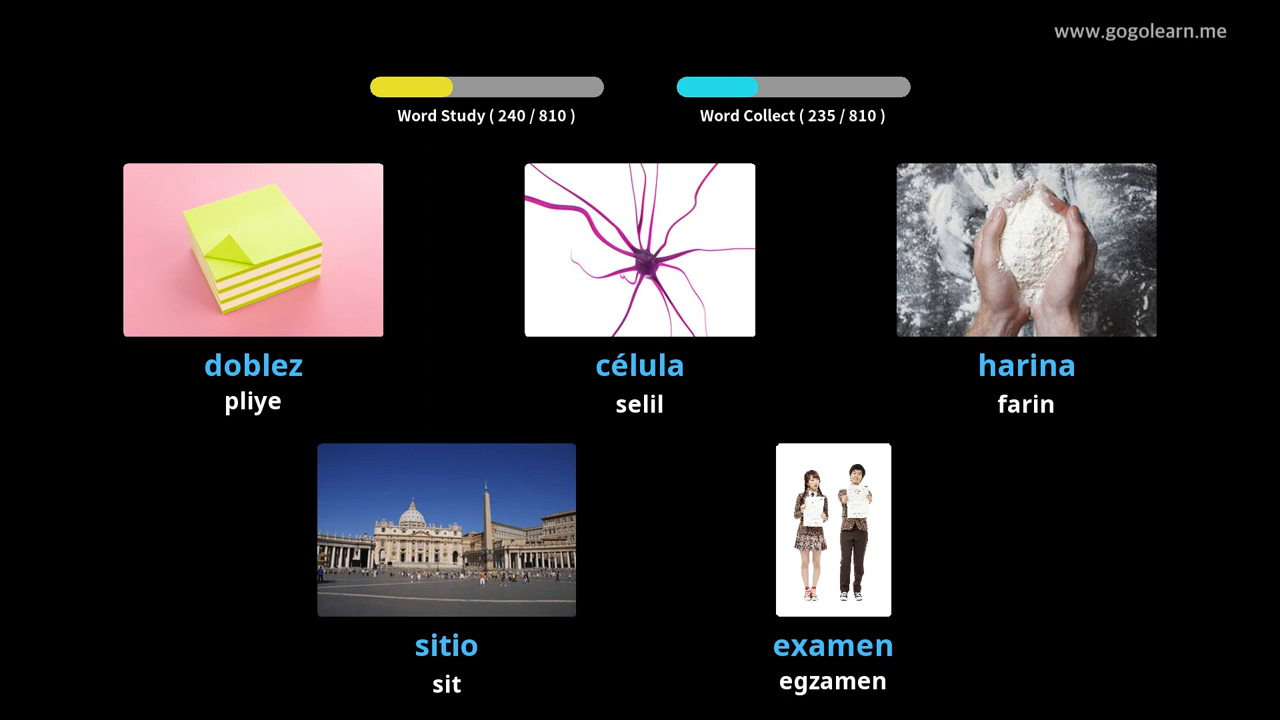 www.gogolearn.me
Word Study ( 240 / 810 )
Word Collect ( 235 / 810 )
doblez
pliye
célula
selil
harina
farin
sitio
sit
examen
egzamen